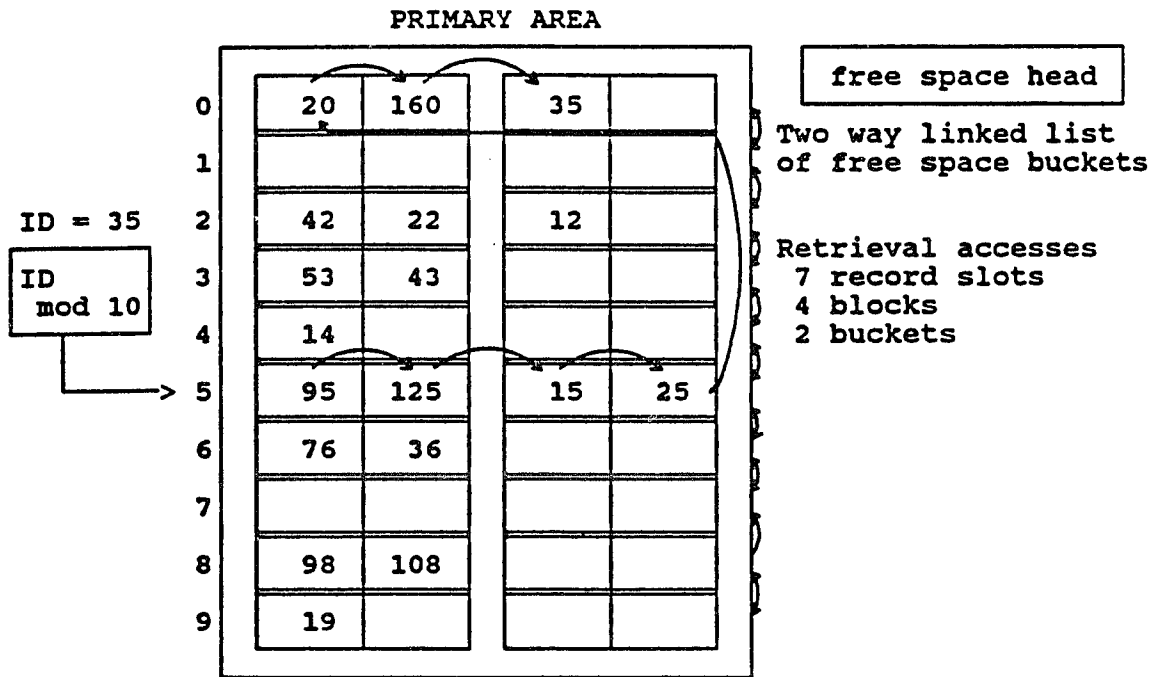 PRIMARY AREA
free space head
0 20 160 35
Two way linked list
of free space buckets
1
ID = 35
2 42 22 12
Retrieval accesses
7 record slots
4 blocks
2 buckets
ID
mod 10
3 53 43
4 14
5 95 125 15 25
6 76 36
7
8 98 108
9 19